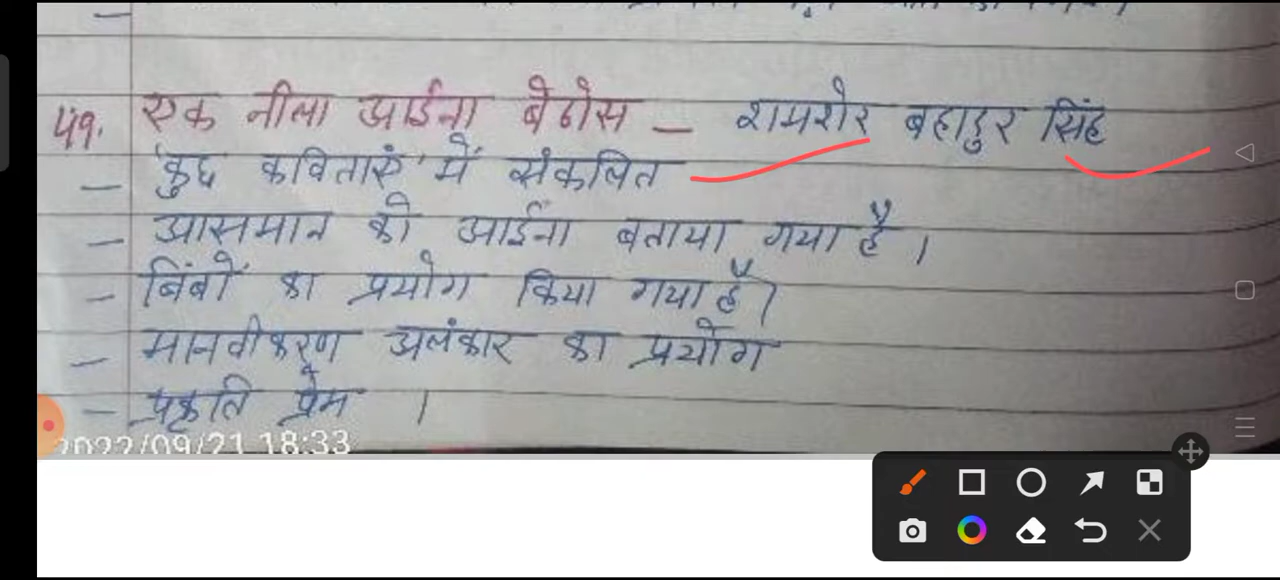 49. एक नीला आईना बेठोस – शमशेर बहादुर सिंह
– 'कुछ कविताएं' में संकलित
– आसमान को आईना बताया गया है ।
– बिंबों का प्रयोग किया गया है ।
– मानवीकरण अलंकार का प्रयोग
– प्रकृति प्रेम ।
2022/09/21 18:33